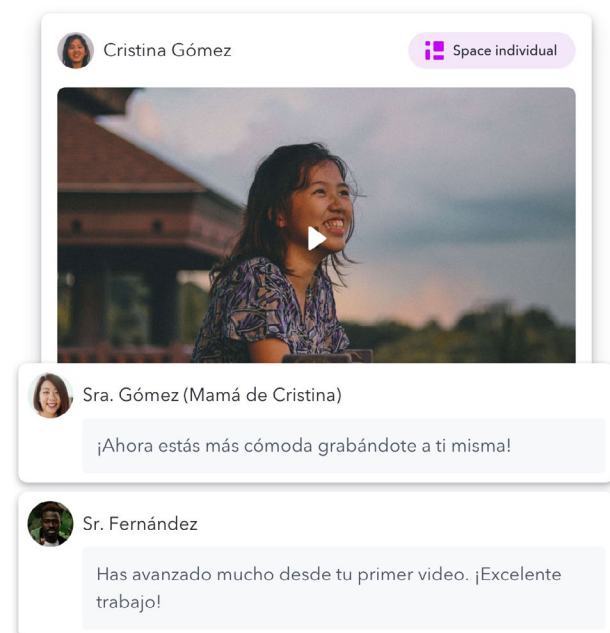 Cristina Gómez
Space individual
Sra. Gómez (Mamá de Cristina)
¡Ahora estás más cómoda grabándote a ti misma!
Sr. Fernández
Has avanzado mucho desde tu primer video. ¡Excelente
trabajo!